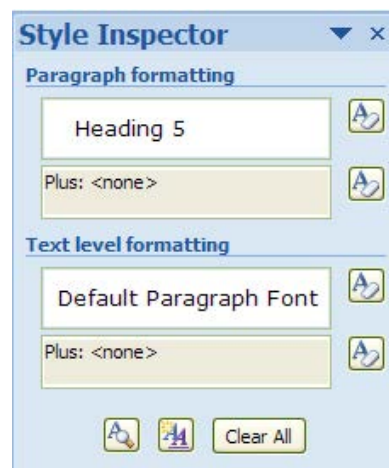 Style Inspector
Paragraph formatting
Heading 5
Plus: <none>
Text level formatting
Default Paragraph Font
Plus: <none>
Clear All